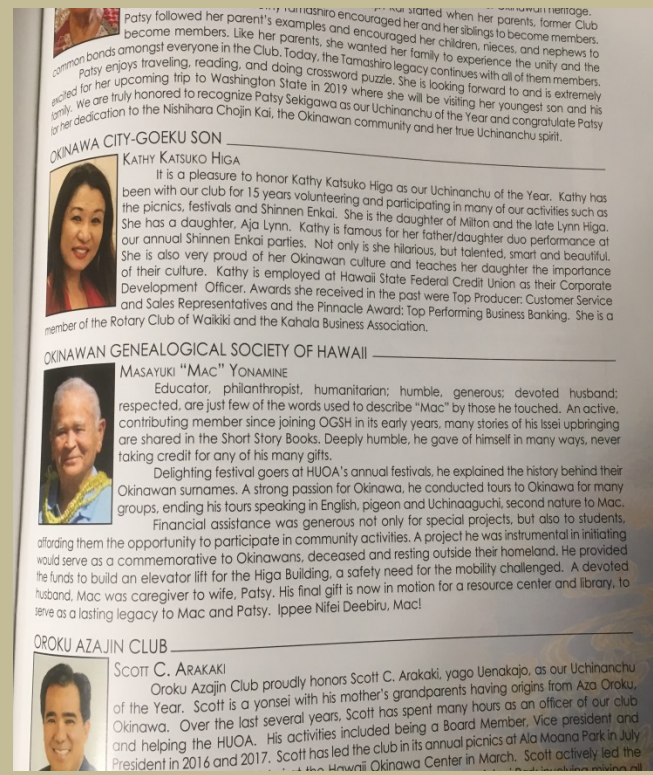 started when her parents, former Club
Tamashiro encouraged her and her siblings to become members.
Patsy followed her parent's examples and encouraged her children, nieces, and nephews to
become members. Like her parents, she wanted her family to experience the unity and the
common bonds amongst everyone in the Club. Today, the Tamashiro legacy continues with all of them members.
Patsy enjoys traveling, reading, and doing crossword puzzle. She is looking forward to and is extremely
excited for her upcoming trip to Washington State in 2019 where she will be visiting her youngest son and his
family. We are truly honored to recognize Patsy Sekigawa as our Uchinanchu of the Year and congratulate Patsy
for her dedication to the Nishihara Chojin Kai, the Okinawan community and her true Uchinanchu spirit.
OKINAWA CITY-GOEKU SON
KATHY KATSUKO HIGA
It is a pleasure to honor Kathy Katsuko Higa as our Uchinanchu of the Year. Kathy has
been with our club for 15 years volunteering and participating in many of our activities such as
the picnics, festivals and Shinnen Enkai. She is the daughter of Milton and the late Lynn Higa.
She has a daughter, Aja Lynn. Kathy is famous for her father/daughter duo performance at
our annual Shinnen Enkai parties. Not only is she hilarious, but talented, smart and beautiful.
She is also very proud of her Okinawan culture and teaches her daughter the importance
of their culture. Kathy is employed at Hawaii State Federal Credit Union as their Corporate
Development Officer. Awards she received in the past were Top Producer: Customer Service
and Sales Representatives and the Pinnacle Award: Top Performing Business Banking. She is a
member of the Rotary Club of Waikiki and the Kahala Business Association.
OKINAWAN GENEALOGICAL SOCIETY OF HAWAII
MASAYUKI "MAC" YONAMINE
Educator, philanthropist, humanitarian; humble, generous; devoted husband;
respected, are just few of the words used to describe "Mac" by those he touched. An active,
contributing member since joining OGSH in its early years, many stories of his Issei upbringing
are shared in the Short Story Books. Deeply humble, he gave of himself in many ways, never
taking credit for any of his many gifts.
Delighting festival goers at HUOA's annual festivals, he explained the history behind their
Okinawan surnames. A strong passion for Okinawa, he conducted tours to Okinawa for many
groups, ending his tours speaking in English, pigeon and Uchinaaguchi, second nature to Mac.
Financial assistance was generous not only for special projects, but also to students,
affording them the opportunity to participate in community activities. A project he was instrumental in initiating
would serve as a commemorative to Okinawans, deceased and resting outside their homeland. He provided
the funds to build an elevator lift for the Higa Building, a safety need for the mobility challenged. A devoted
husband, Mac was caregiver to wife, Patsy. His final gift is now in motion for a resource center and library, to
serve as a lasting legacy to Mac and Patsy. Ippee Nifei Deebiru, Mac!
OROKU AZAJIN CLUB
SCOTT C. ARAKAKI
Oroku Azajin Club proudly honors Scott C. Arakaki, yago Uenakajo, as our Uchinanchu
of the Year. Scott is a yonsei with his mother's grandparents having origins from Aza Oroku,
Okinawa. Over the last several years, Scott has spent many hours as an officer of our club
and helping the HUOA. His activities included being a Board Member, Vice president and
President in 2016 and 2017. Scott has led the club in its annual picnics at Ala Moana Park in July
the Hawaii Okinawa Center in March. Scott actively led the